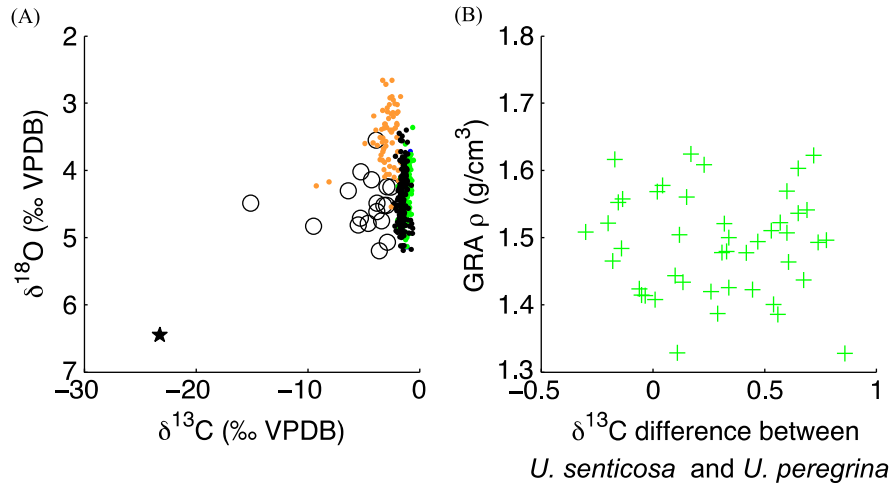 (A)
2
3
4
5
6
7
δ¹⁸O (‰ VPDB)
−30
−20
−10
0
δ¹³C (‰ VPDB)
(B)
1.8
1.7
1.6
1.5
1.4
1.3
GRA ρ (g/cm³)
−0.5
0
0.5
1
δ¹³C difference between
U. senticosa and U. peregrina